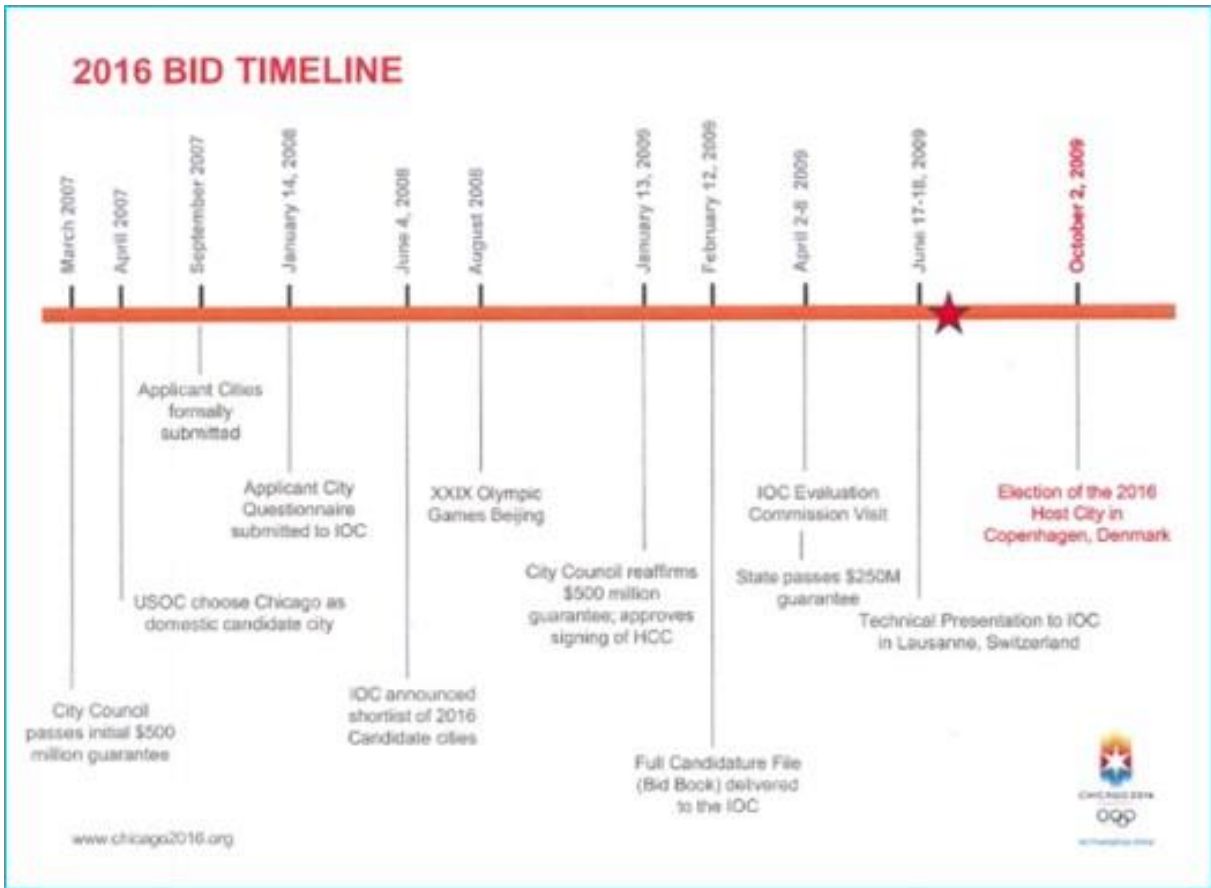 2016 BID TIMELINE
March 2007
April 2007
September 2007
January 14, 2008
June 4, 2008
August 2008
January 13, 2009
February 12, 2009
April 2-8 2009
June 17-18, 2009
October 2, 2009
Applicant Cities
formally
submitted
Applicant City
Questionnaire
submitted to IOC
XXIX Olympic
Games Beijing
IOC Evaluation
Commission Visit
Election of the 2016
Host City in
Copenhagen, Denmark
City Council reaffirms
$500 million
guarantee; approves
signing of HCC
State passes $250M
guarantee
USOC choose Chicago as
domestic candidate city
Technical Presentation to IOC
in Lausanne, Switzerland
City Council
passes initial $500
million guarantee
IOC announced
shortlist of 2016
Candidate cities
Full Candidature File
(Bid Book) delivered
to the IOC
CHICAGO 2016
www.chicago2016.org